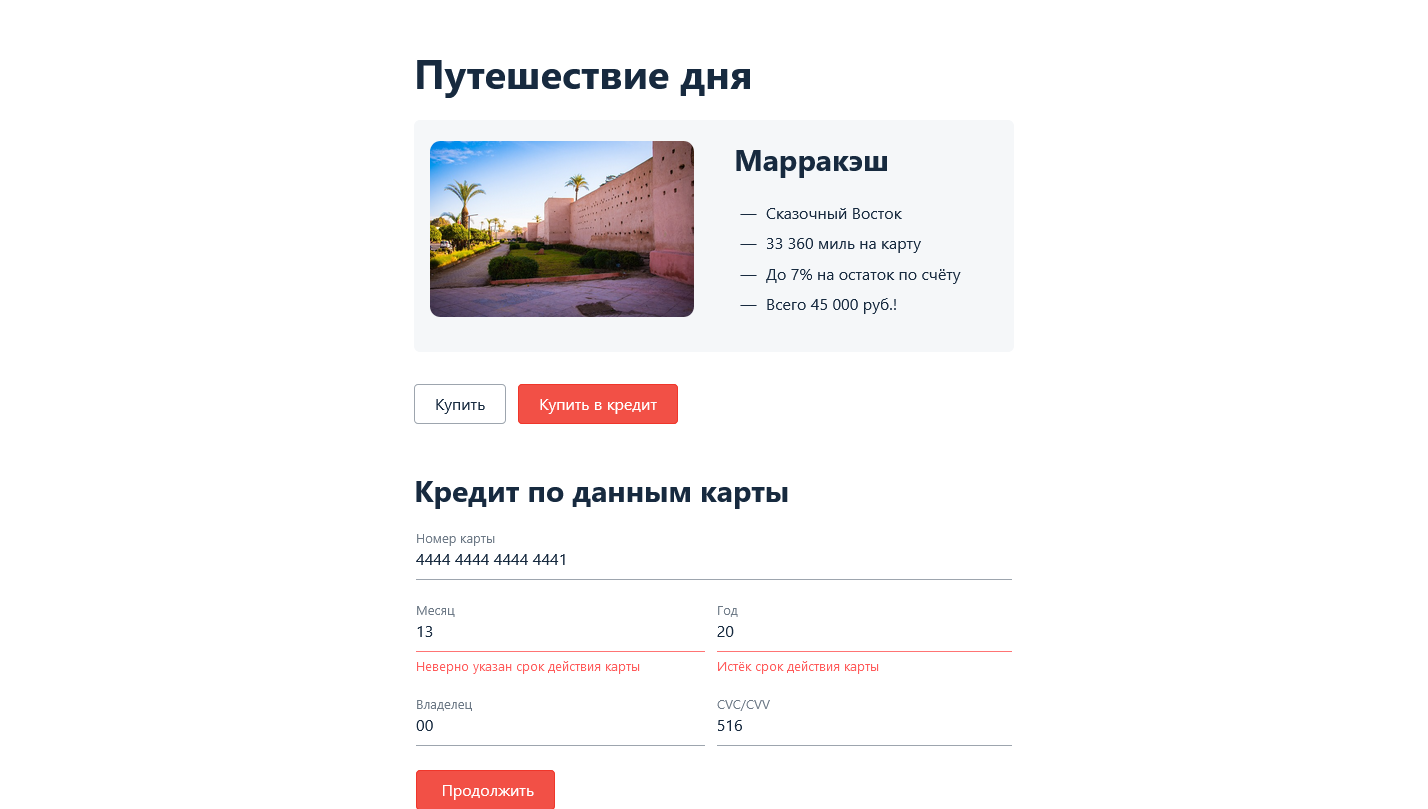 Путешествие дня
Марракэш
— Сказочный Восток
— 33 360 миль на карту
— До 7% на остаток по счёту
— Всего 45 000 руб.!
Купить Купить в кредит
Кредит по данным карты
Номер карты
4444 4444 4444 4441
Месяц Год
13 20
Неверно указан срок действия карты Истёк срок действия карты
Владелец CVC/CVV
00 516
Продолжить